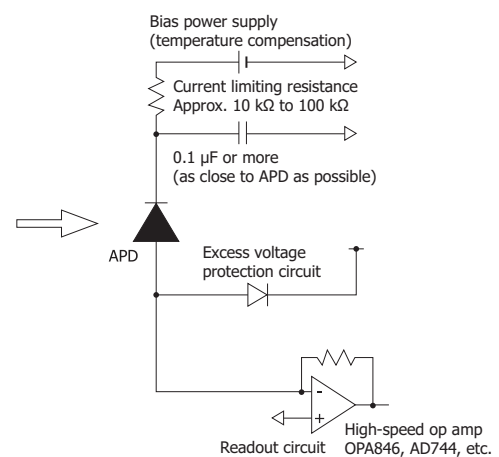 Bias power supply
(temperature compensation)
Current limiting resistance
Approx. 10 kΩ to 100 kΩ
0.1 µF or more
(as close to APD as possible)
APD
Excess voltage
protection circuit
-
+
High-speed op amp
Readout circuit OPA846, AD744, etc.